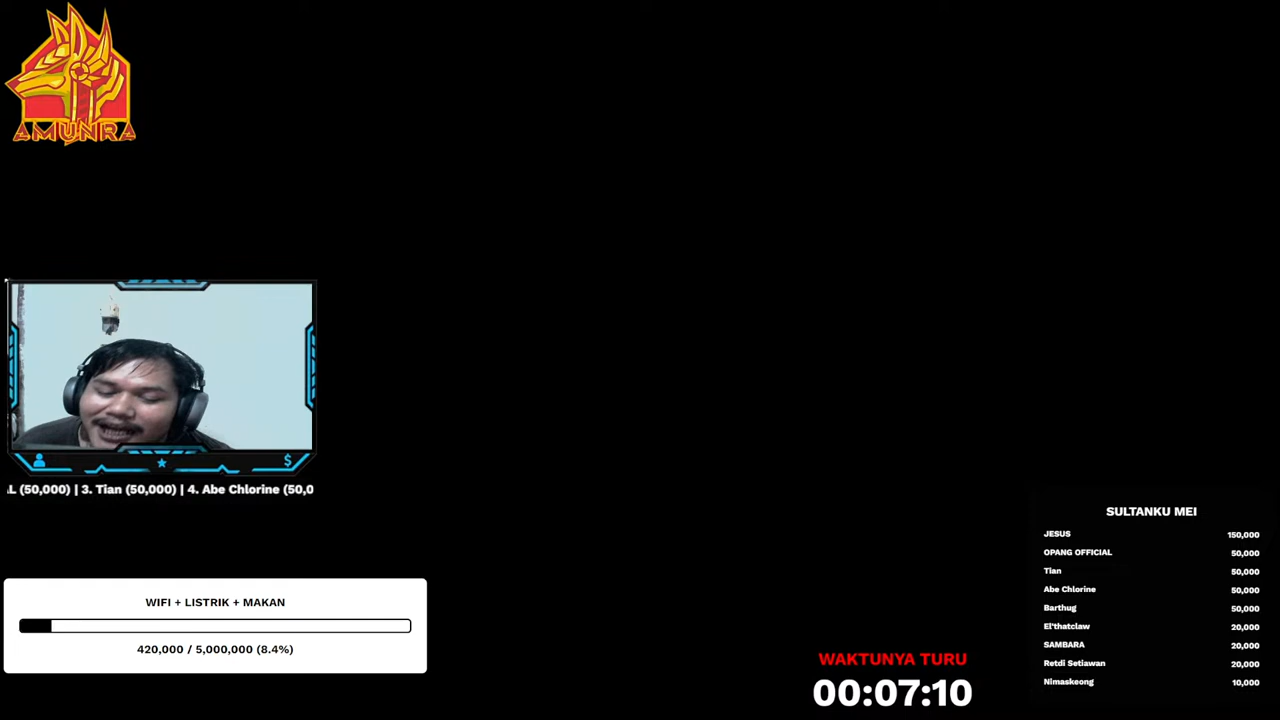 AMUNRA
L (50,000) | 3. Tian (50,000) | 4. Abe Chlorine (50,0
WIFI + LISTRIK + MAKAN
420,000 / 5,000,000 (8.4%)
WAKTUNYA TURU
00:07:10
SULTANKU MEI
JESUS 150,000
OPANG OFFICIAL 50,000
Tian 50,000
Abe Chlorine 50,000
Barthug 50,000
El'thatclaw 20,000
SAMBARA 20,000
Retdi Setiawan 20,000
Nimaskeong 10,000